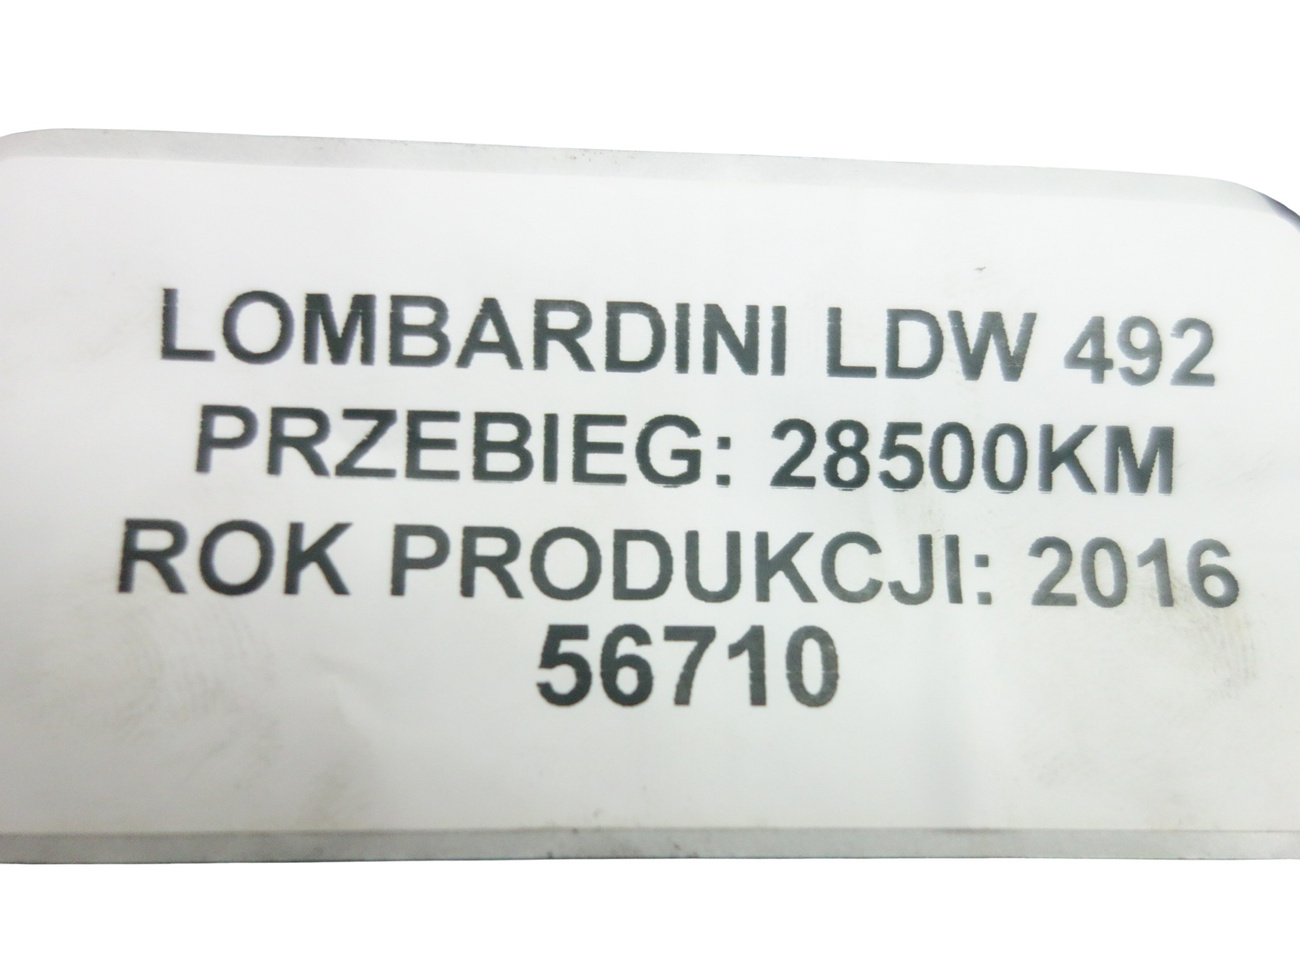 LOMBARDINI LDW 492
PRZEBIEG: 28500KM
ROK PRODUKCJI: 2016
56710